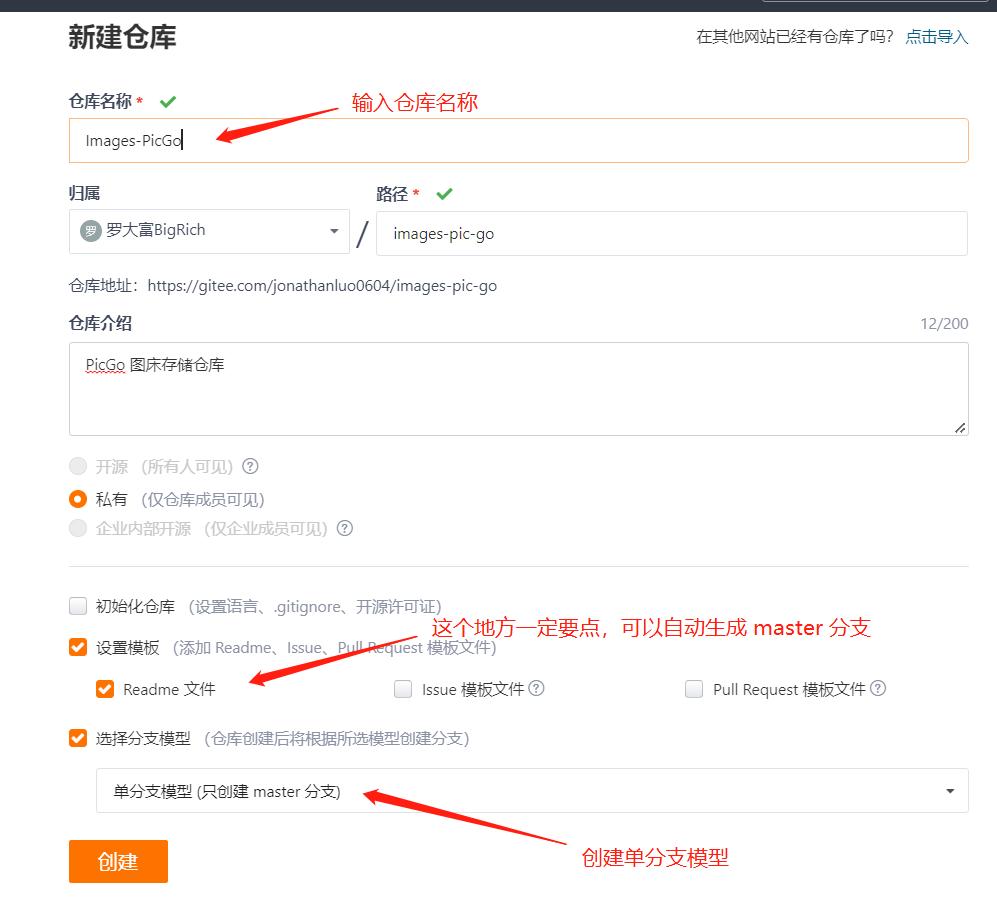 新建仓库
在其他网站已经有仓库了吗? 点击导入
仓库名称 *
输入仓库名称
Images-PicGo
归属
路径 *
罗 罗大富BigRich
/
images-pic-go
仓库地址：https://gitee.com/jonathanluo0604/images-pic-go
仓库介绍
12/200
PicGo 图床存储仓库
开源 （所有人可见） ?
私有 （仅仓库成员可见）
企业内部开源 （仅企业成员可见） ?
初始化仓库 （设置语言、.gitignore、开源许可证）
这个地方一定要点，可以自动生成 master 分支
设置模板 （添加 Readme、Issue、Pull Request 模板文件）
Readme 文件
Issue 模板文件 ?
Pull Request 模板文件 ?
选择分支模型 （仓库创建后将根据所选模型创建分支）
单分支模型 (只创建 master 分支)
创建单分支模型
创建